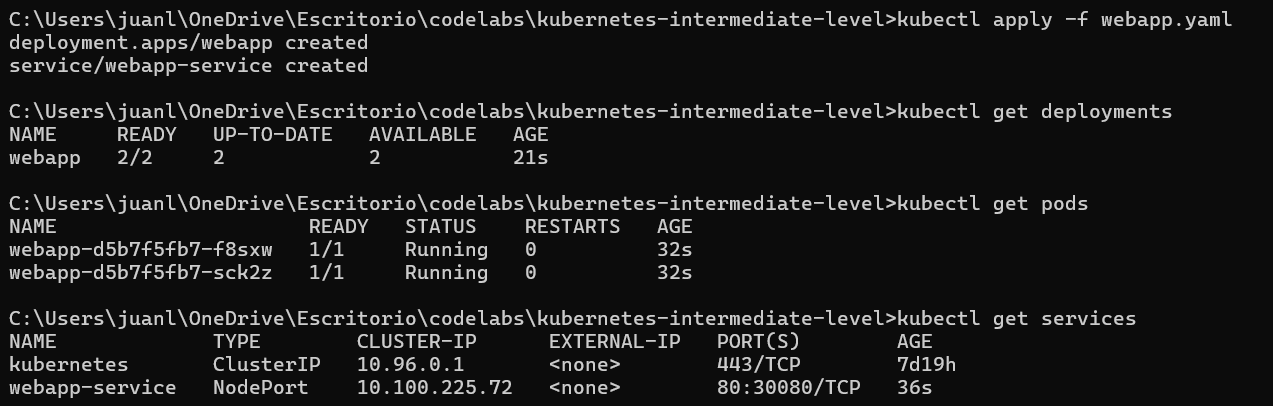 C:\Users\juanl\OneDrive\Escritorio\codelabs\kubernetes-intermediate-level>kubectl apply -f webapp.yaml
deployment.apps/webapp created
service/webapp-service created

C:\Users\juanl\OneDrive\Escritorio\codelabs\kubernetes-intermediate-level>kubectl get deployments
NAME     READY   UP-TO-DATE   AVAILABLE   AGE
webapp   2/2     2            2           21s

C:\Users\juanl\OneDrive\Escritorio\codelabs\kubernetes-intermediate-level>kubectl get pods
NAME                     READY   STATUS    RESTARTS   AGE
webapp-d5b7f5fb7-f8sxw   1/1     Running   0          32s
webapp-d5b7f5fb7-sck2z   1/1     Running   0          32s

C:\Users\juanl\OneDrive\Escritorio\codelabs\kubernetes-intermediate-level>kubectl get services
NAME             TYPE        CLUSTER-IP      EXTERNAL-IP   PORT(S)        AGE
kubernetes       ClusterIP   10.96.0.1       <none>        443/TCP        7d19h
webapp-service   NodePort    10.100.225.72   <none>        80:30080/TCP   36s